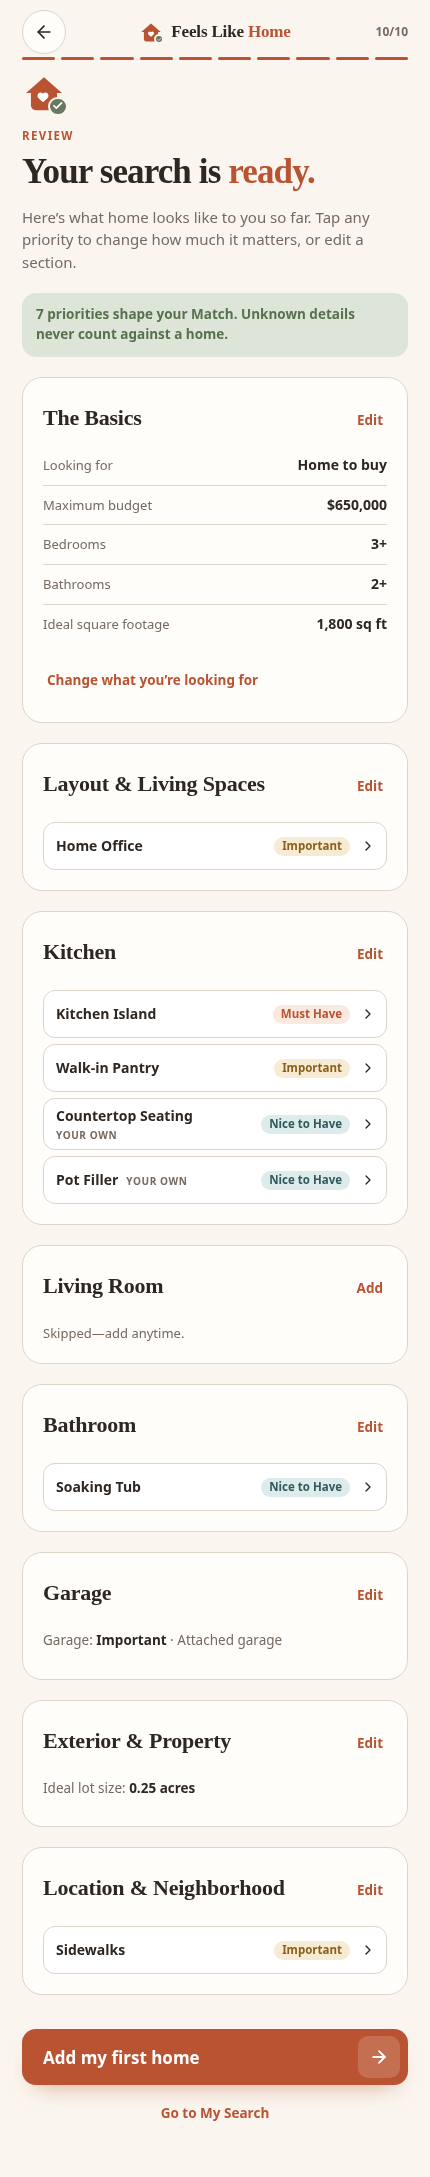 Feels Like Home
10/10
REVIEW
Your search is ready.
Here’s what home looks like to you so far. Tap any
priority to change how much it matters, or edit a
section.
7 priorities shape your Match. Unknown details
never count against a home.
The Basics Edit
Looking for Home to buy
Maximum budget $650,000
Bedrooms 3+
Bathrooms 2+
Ideal square footage 1,800 sq ft
Change what you’re looking for
Layout & Living Spaces Edit
Home Office Important
Kitchen Edit
Kitchen Island Must Have
Walk-in Pantry Important
Countertop Seating Nice to Have
YOUR OWN
Pot Filler YOUR OWN Nice to Have
Living Room Add
Skipped—add anytime.
Bathroom Edit
Soaking Tub Nice to Have
Garage Edit
Garage: Important · Attached garage
Exterior & Property Edit
Ideal lot size: 0.25 acres
Location & Neighborhood Edit
Sidewalks Important
Add my first home
Go to My Search